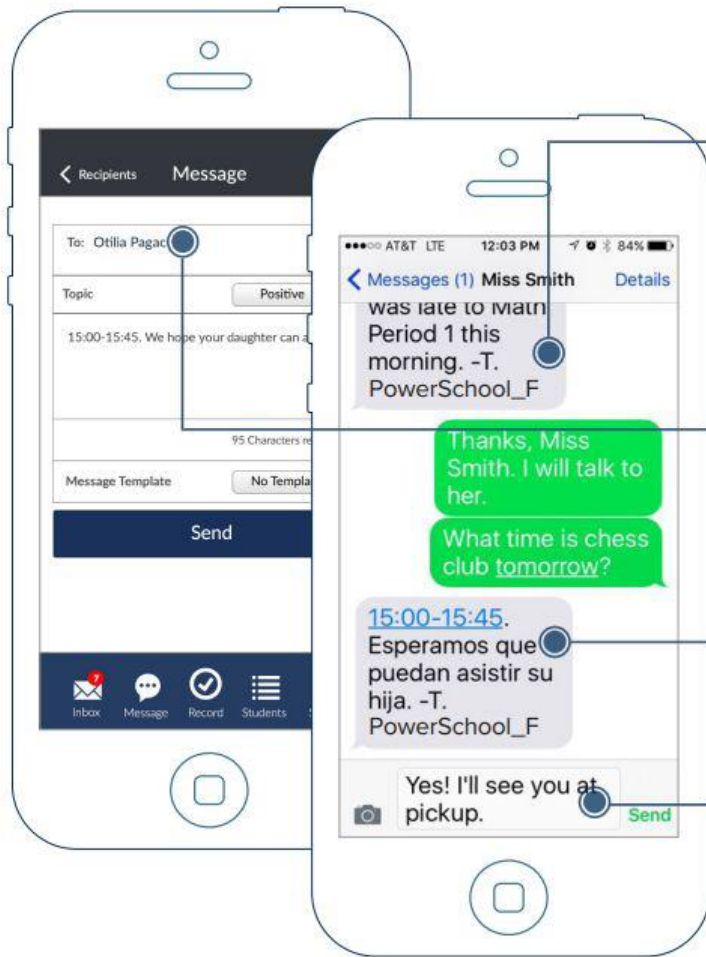 Recipients Message
To: Otilia Pagac
Topic Positive
15:00-15:45. We hope your daughter can a
95 Characters re
Message Template No Templa
Send
7
Inbox Message Record Students
AT&T LTE 12:03 PM 84%
Messages (1) Miss Smith Details
was late to Math
Period 1 this
morning. -T.
PowerSchool_F
Thanks, Miss
Smith. I will talk to
her.
What time is chess
club tomorrow?
15:00-15:45.
Esperamos que
puedan asistir su
hija. -T.
PowerSchool_F
Yes! I'll see you at
pickup.
Send